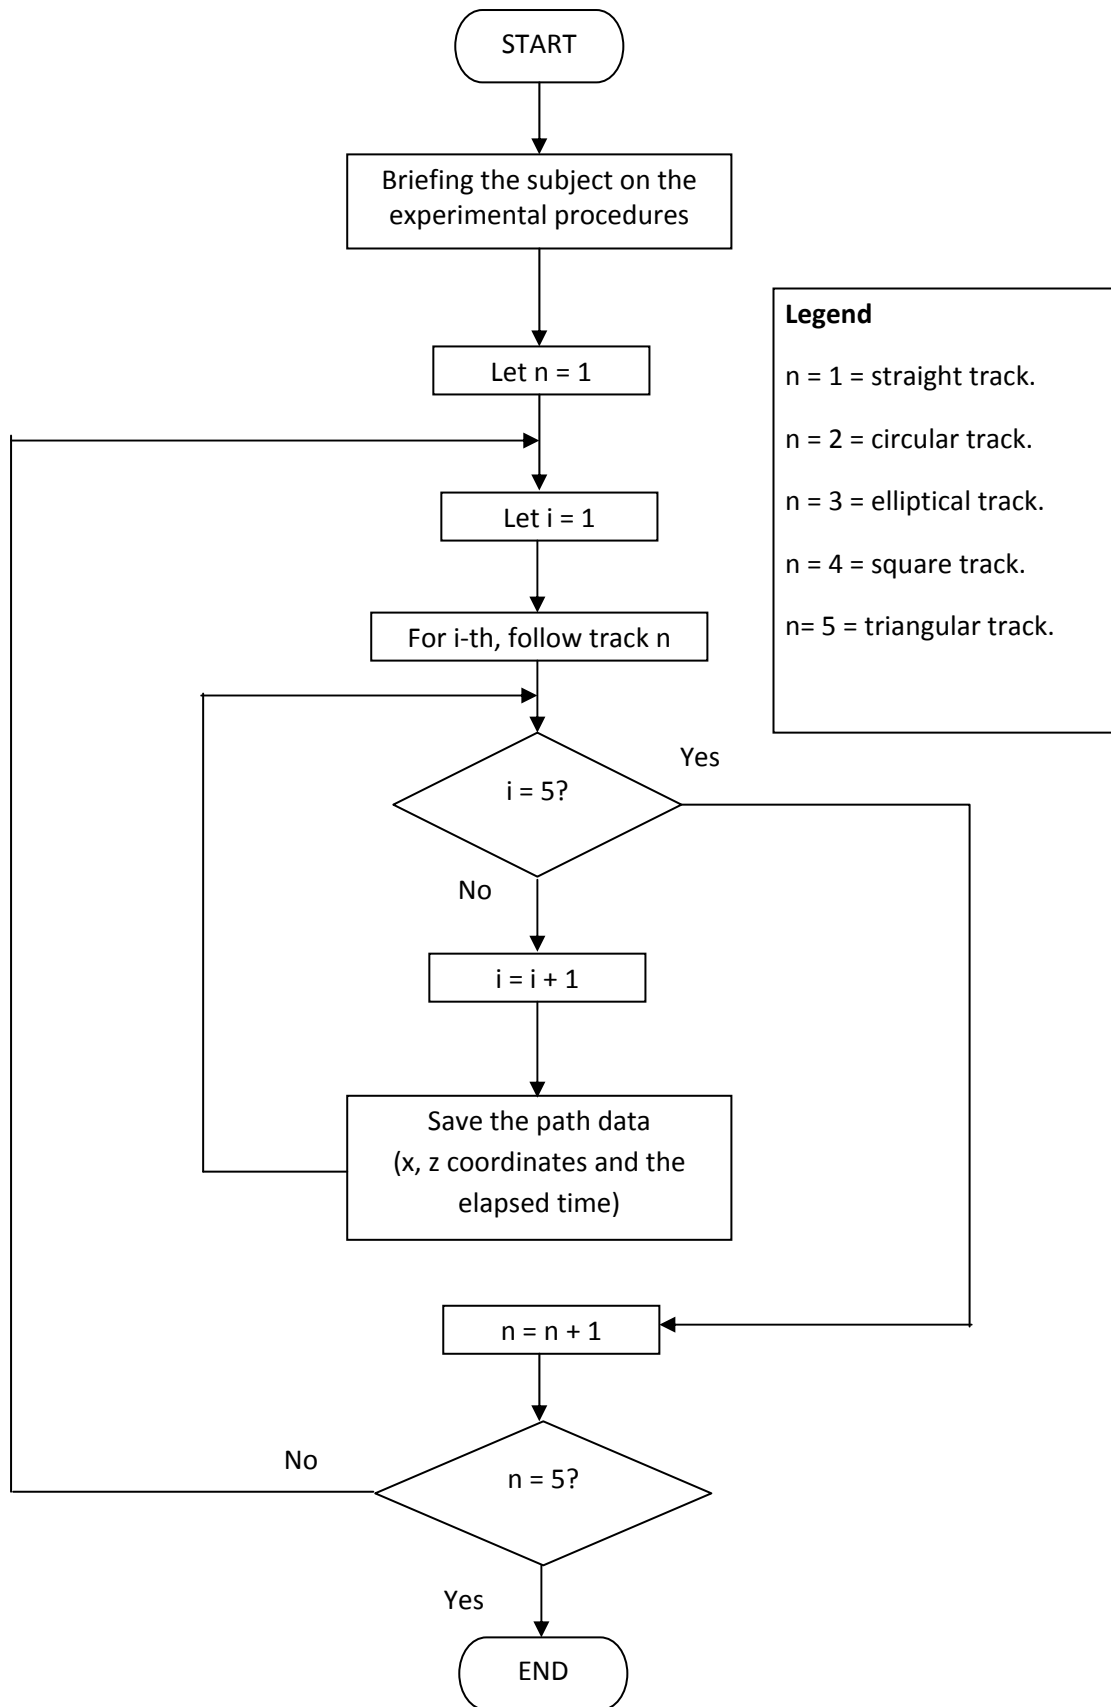 START
Briefing the subject on the
experimental procedures
Let n = 1
Let i = 1
For i-th, follow track n
i = 5?
Yes
No
i = i + 1
Save the path data
(x, z coordinates and the
elapsed time)
n = n + 1
n = 5?
No
Yes
END
Legend
n = 1 = straight track.
n = 2 = circular track.
n = 3 = elliptical track.
n = 4 = square track.
n= 5 = triangular track.